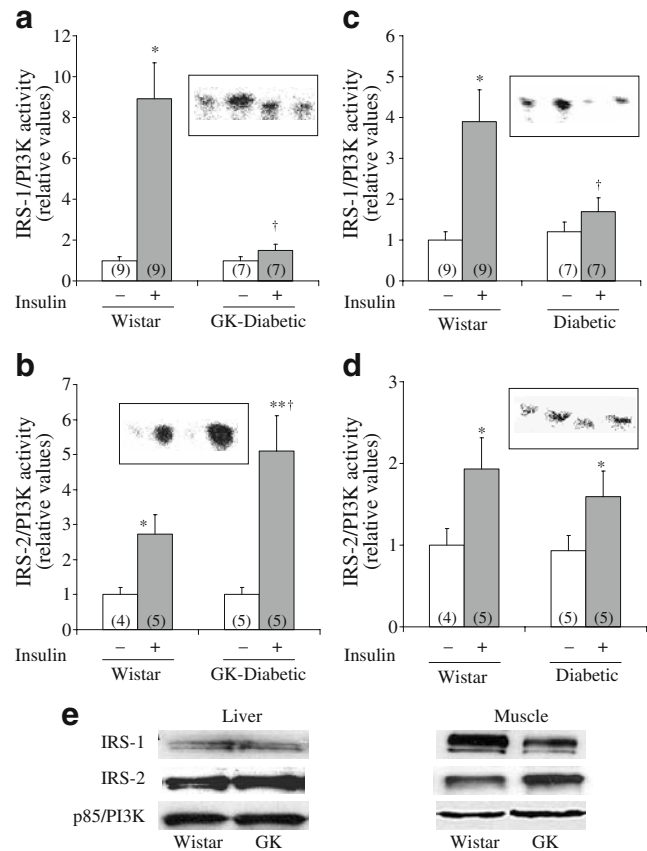 a
IRS-1/PI3K activity
(relative values)
12
10
8
6
4
2
0
*
†
(9) (9) (7) (7)
Insulin − + − +
Wistar GK-Diabetic
c
IRS-1/PI3K activity
(relative values)
6
5
4
3
2
1
0
*
†
(9) (9) (7) (7)
Insulin − + − +
Wistar Diabetic
b
IRS-2/PI3K activity
(relative values)
7
6
5
4
3
2
1
0
*
**†
(4) (5) (5) (5)
Insulin − + − +
Wistar GK-Diabetic
d
IRS-2/PI3K activity
(relative values)
3
2
1
0
*
*
(4) (5) (5) (5)
Insulin − + − +
Wistar Diabetic
e
Liver Muscle
IRS-1
IRS-2
p85/PI3K
Wistar GK Wistar GK